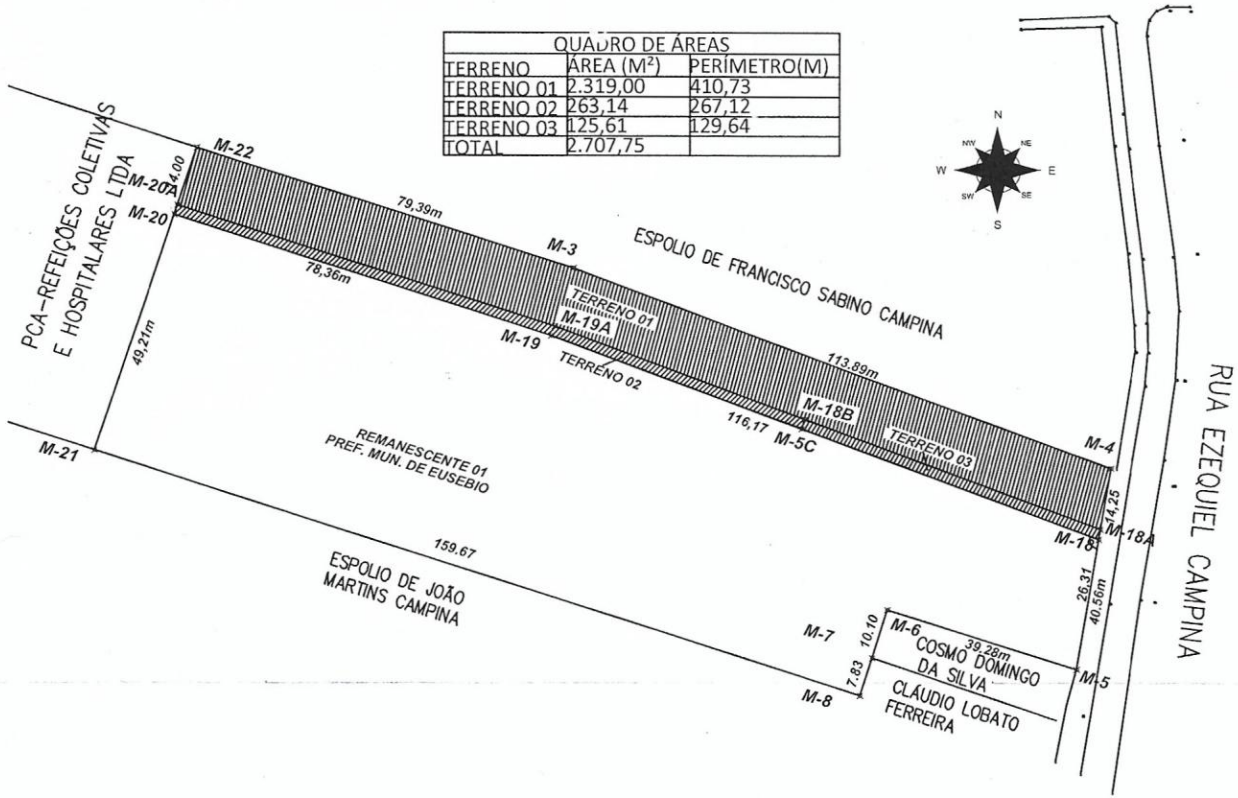 QUADRO DE ÁREAS
TERRENO ÁREA (M²) PERÍMETRO(M)
TERRENO 01 2.319,00 410,73
TERRENO 02 263,14 267,12
TERRENO 03 125,61 129,64
TOTAL 2.707,75
N
NW NE
W E
SW SE
S
PCA-REFEIÇOES COLETIVAS
E HOSPITALARES LTDA
M-22
14.00
M-20A
M-20
79,39m
M-3
ESPOLIO DE FRANCISCO SABINO CAMPINA
78,36m
TERRENO 01
M-19A
M-19
TERRENO 02
113.89m
49,21m
M-18B
116,17
M-5C
TERRENO 03
M-4
14,25
M-18A
M-18
RUA EZEQUIEL CAMPINA
M-21
REMANESCENTE 01
PREF. MUN. DE EUSEBIO
159.67
ESPOLIO DE JOÃO
MARTINS CAMPINA
26.31
40.56m
M-7
10.10
M-6
39,28m
COSMO DOMINGO
DA SILVA
M-5
7.83
M-8
CLÁUDIO LOBATO
FERREIRA